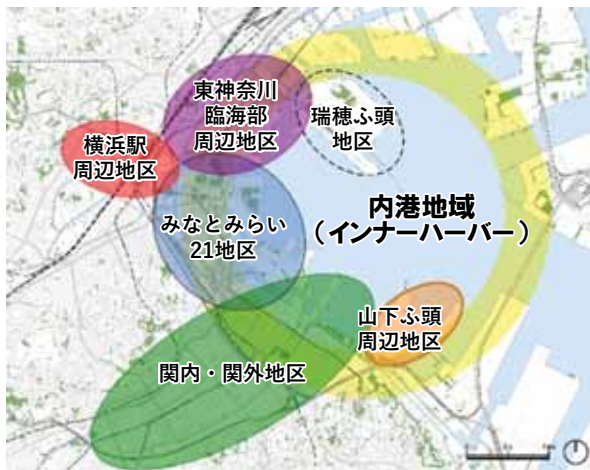 東神奈川
臨海部
周辺地区
瑞穂ふ頭
地区
横浜駅
周辺地区
みなとみらい
21地区
内港地域
（インナーハーバー）
山下ふ頭
周辺地区
関内・関外地区